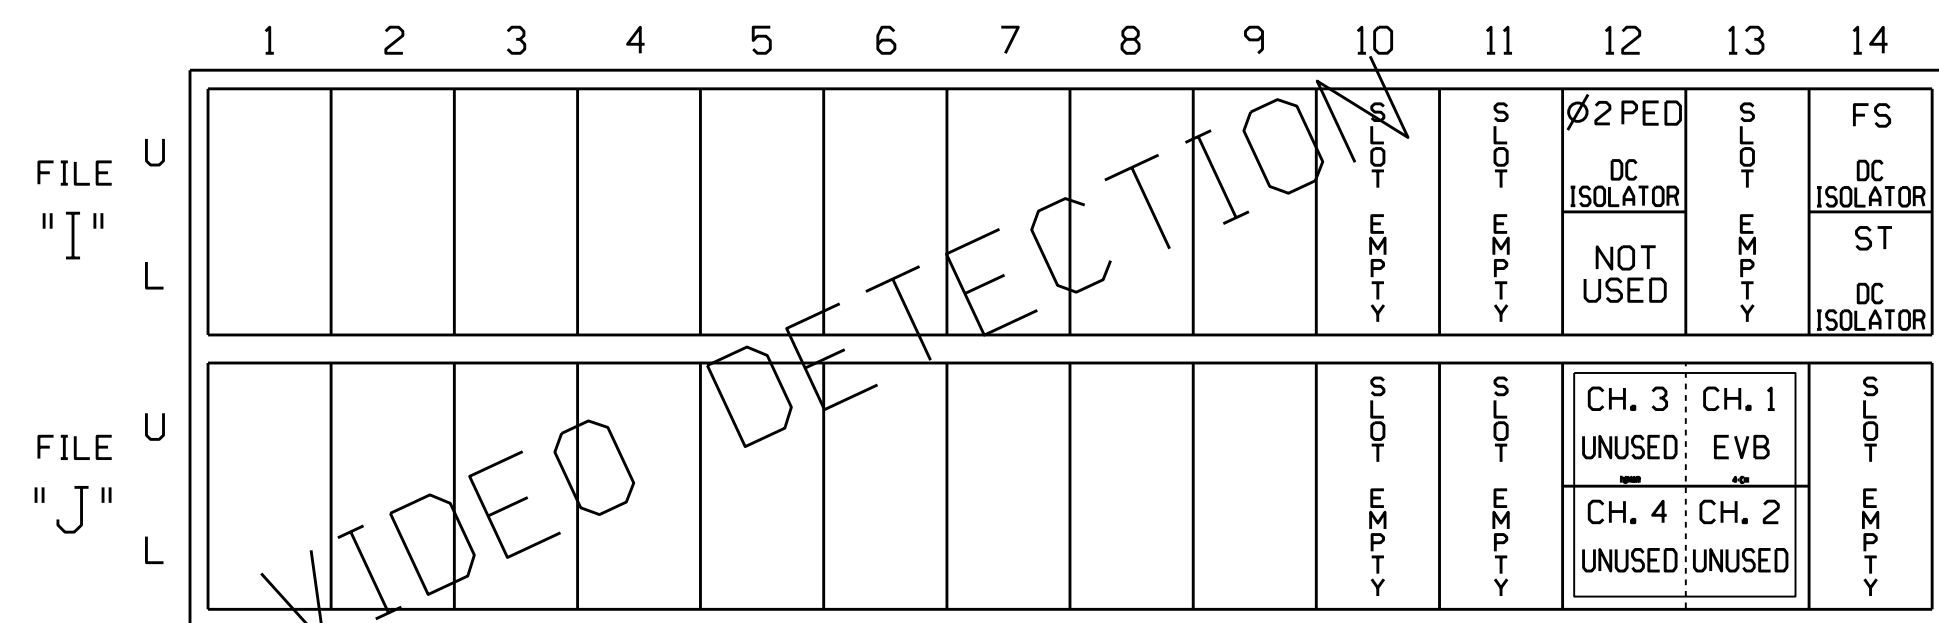 1 2 3 4 5 6 7 8 9 10 11 12 13 14
FILE "I"
U
L
SLOT EMPTY
SLOT EMPTY
Ø2 PED
DC
ISOLATOR
NOT
USED
SLOT EMPTY
FS
DC
ISOLATOR
ST
DC
ISOLATOR
VIDEO DETECTION
FILE "J"
U
L
SLOT EMPTY
SLOT EMPTY
CH. 3
UNUSED
CH. 1
EVB
CH. 4
UNUSED
CH. 2
UNUSED
SLOT EMPTY